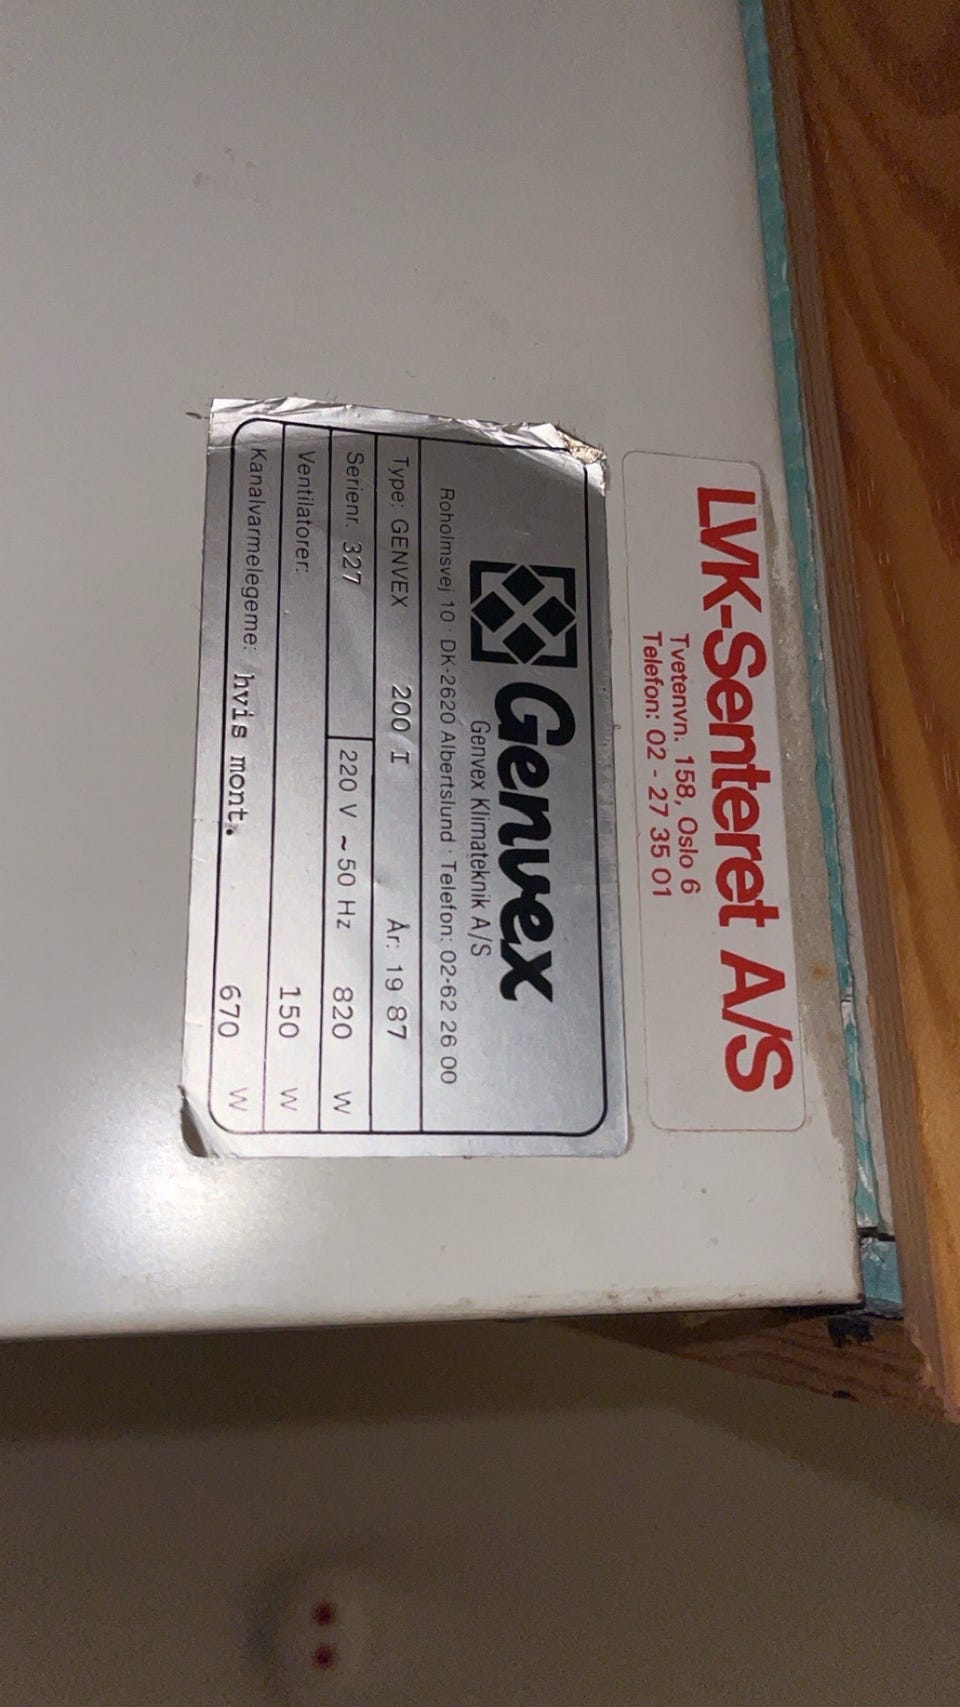 LVK-Senteret A/S
Tvetenvn. 158, Oslo 6
Telefon: 02 - 27 35 01
Genvex
Genvex Klimateknik A/S
Roholmsvej 10 · DK-2620 Albertslund · Telefon: 02-62 26 00
Type: GENVEX 200 I År: 19 87
Serienr. 327 220 V ~ 50 Hz 820 W
Ventilatorer: 150 W
Kanalvarmelegeme: hvis mont. 670 W